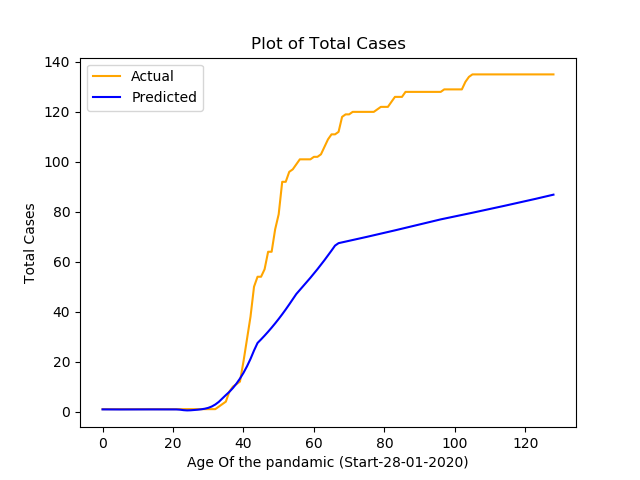 Plot of Total Cases
Actual
Predicted
140
120
100
80
60
40
20
0
Total Cases
0 20 40 60 80 100 120
Age Of the pandamic (Start-28-01-2020)